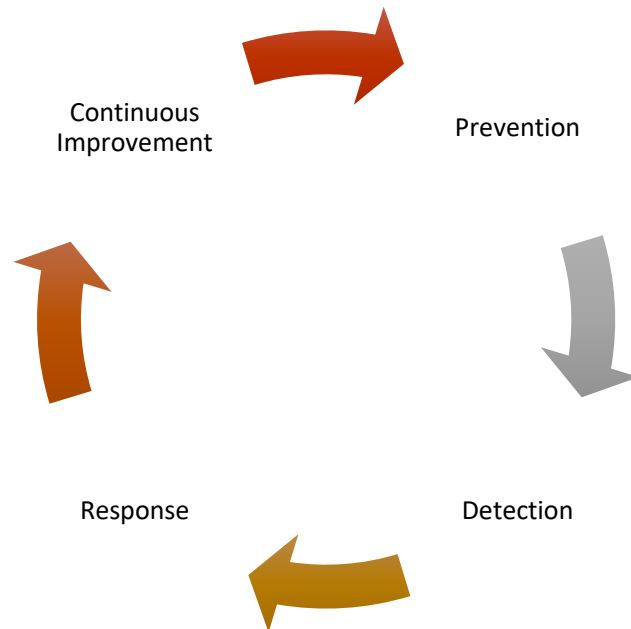 Continuous
Improvement
Prevention
Response
Detection